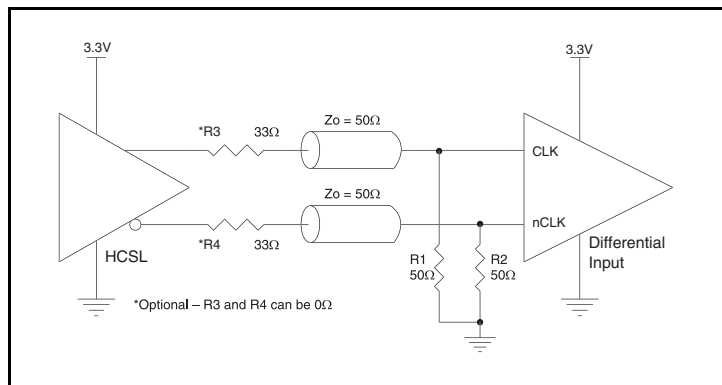 3.3V
3.3V
*R3
33Ω
Zo = 50Ω
CLK
Zo = 50Ω
nCLK
*R4
33Ω
HCSL
R1
50Ω
R2
50Ω
Differential
Input
*Optional – R3 and R4 can be 0Ω